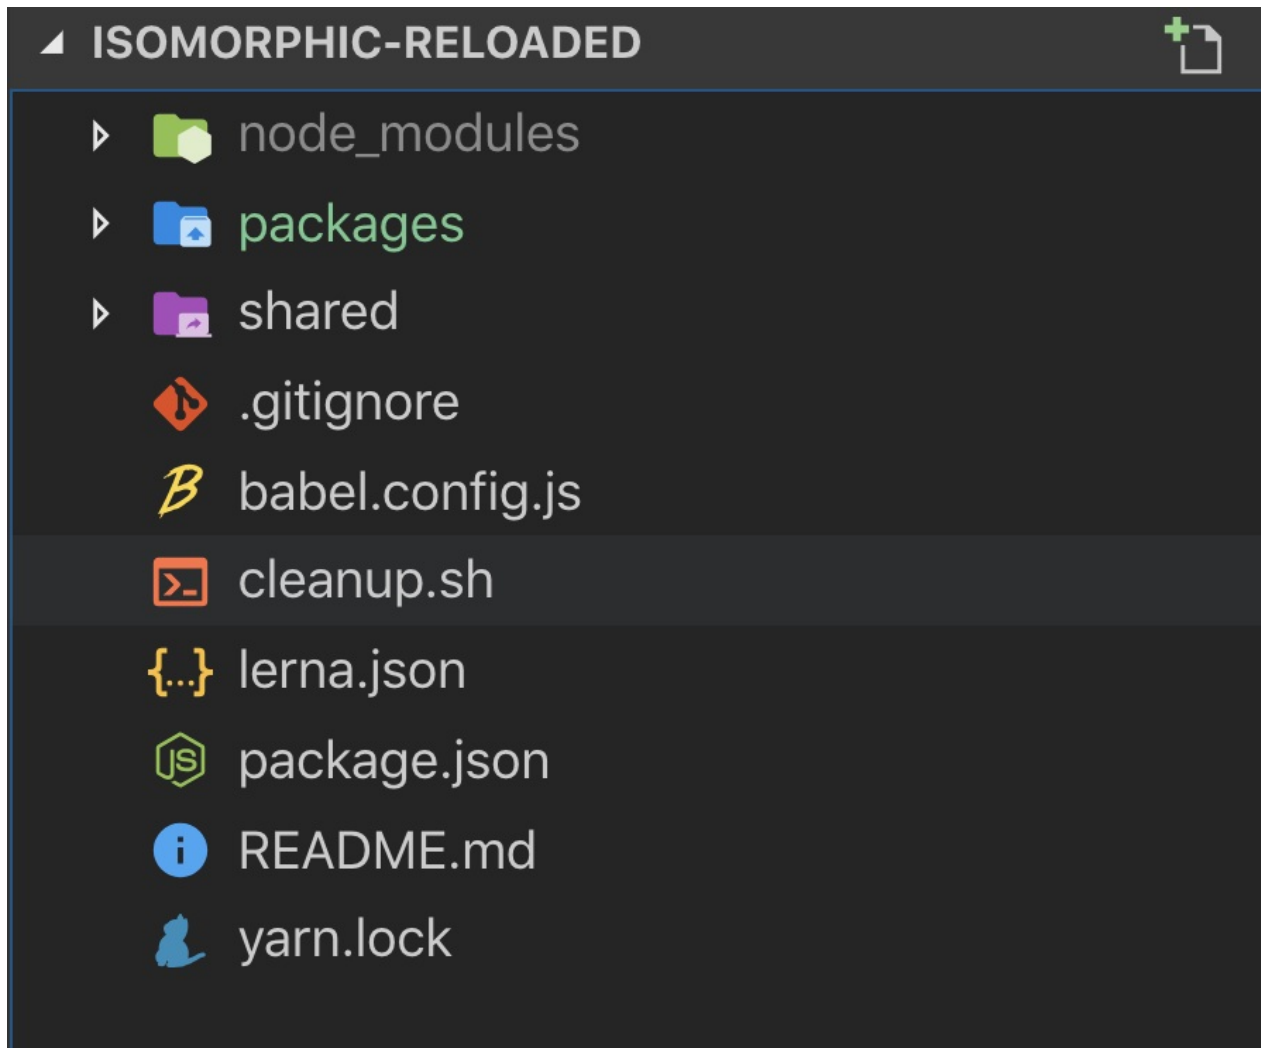 ISOMORPHIC-RELOADED
node_modules
packages
shared
.gitignore
babel.config.js
cleanup.sh
{...} lerna.json
JS package.json
i README.md
yarn.lock